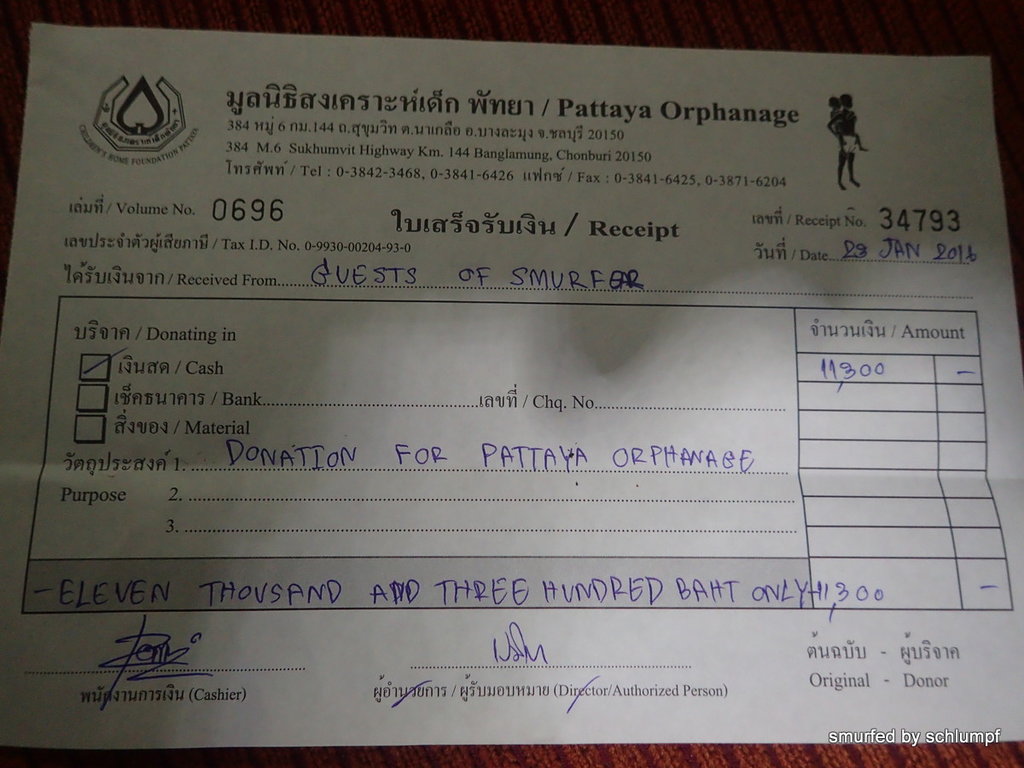 มูลนิธิสงเคราะห์เด็ก พัทยา / Pattaya Orphanage
384 หมู่ 6 กม.144 ถ.สุขุมวิท ต.นาเกลือ อ.บางละมุง จ.ชลบุรี 20150
384 M.6 Sukhumvit Highway Km. 144 Banglamung, Chonburi 20150
โทรศัพท์ / Tel : 0-3842-3468, 0-3841-6426 แฟกซ์ / Fax : 0-3841-6425, 0-3871-6204
CHILDREN'S HOME FOUNDATION PATTAYA
เล่มที่ / Volume No. 0696
ใบเสร็จรับเงิน / Receipt
เลขที่ / Receipt No. 34793
เลขประจำตัวผู้เสียภาษี / Tax I.D. No. 0-9930-00204-93-0
วันที่ / Date 23 JAN 2016
ได้รับเงินจาก / Received From GUESTS OF SMURFBAR
บริจาค / Donating in
จำนวนเงิน / Amount
เงินสด / Cash
11,300 -
เช็คธนาคาร / Bank เลขที่ / Chq. No.
สิ่งของ / Material
วัตถุประสงค์ 1. DONATION FOR PATTAYA ORPHANAGE
Purpose 2.
3.
- ELEVEN THOUSAND AND THREE HUNDRED BAHT ONLY - 11,300 -
พนักงานการเงิน (Cashier)
ผู้อำนวยการ / ผู้รับมอบหมาย (Director/Authorized Person)
ต้นฉบับ - ผู้บริจาค
Original - Donor
smurfed by schlumpf